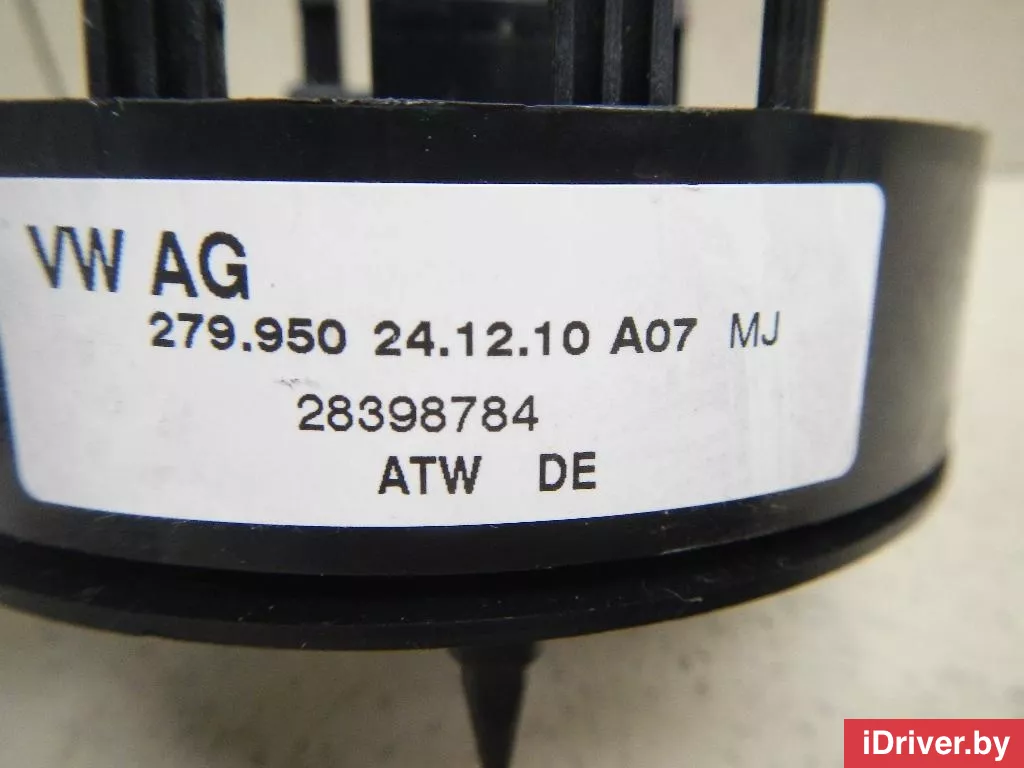 VW AG
279.950 24.12.10 A07 MJ
28398784
ATW DE
iDriver.by